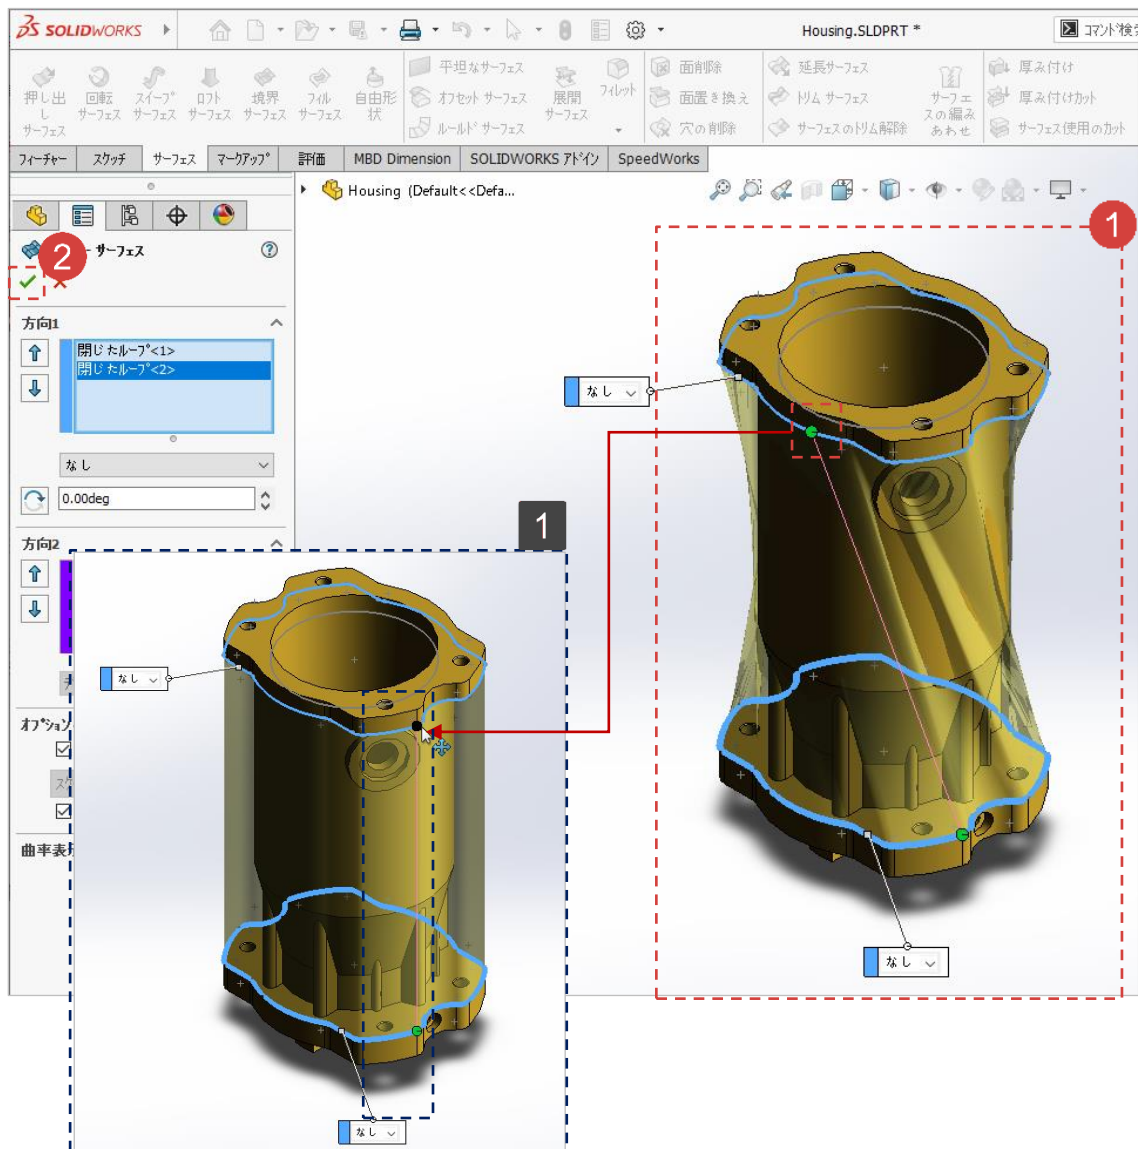 SOLIDWORKS
Housing.SLDPRT *
コマンド検索
押し出
し
サーフェス
回転
サーフェス
スイープ
サーフェス
ロフト
サーフェス
境界
サーフェス
フィル
サーフェス
自由形
状
平坦なサーフェス
オフセット サーフェス
ルールド サーフェス
展開
サーフェス
フィレット
面削除
面置き換え
穴の削除
延長サーフェス
トリム サーフェス
サーフェスのトリム解除
サーフェ
スの編み
あわせ
厚み付け
厚み付けカット
サーフェス使用のカット
フィーチャー
スケッチ
サーフェス
マークアップ
評価
MBD Dimension
SOLIDWORKS アドイン
SpeedWorks
Housing (Default<<Defa...
ー サーフェス
2
方向1
閉じたループ<1>
閉じたループ<2>
なし
0.00deg
方向2
オプション
曲率表
1
なし
なし
1
なし
なし